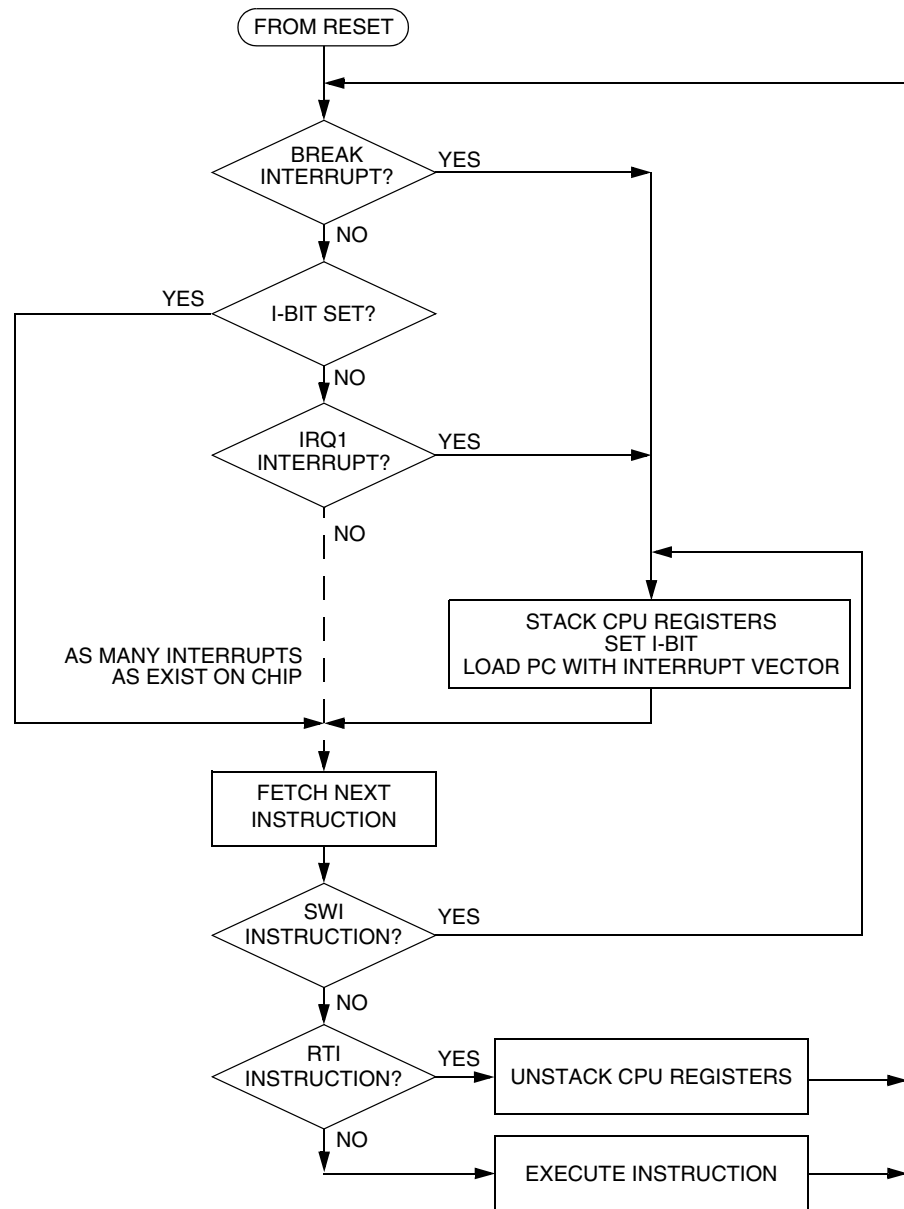 FROM RESET
BREAK
INTERRUPT?
YES
NO
YES
I-BIT SET?
NO
IRQ1
INTERRUPT?
YES
NO
STACK CPU REGISTERS
SET I-BIT
LOAD PC WITH INTERRUPT VECTOR
AS MANY INTERRUPTS
AS EXIST ON CHIP
FETCH NEXT
INSTRUCTION
SWI
INSTRUCTION?
YES
NO
RTI
INSTRUCTION?
YES
UNSTACK CPU REGISTERS
NO
EXECUTE INSTRUCTION